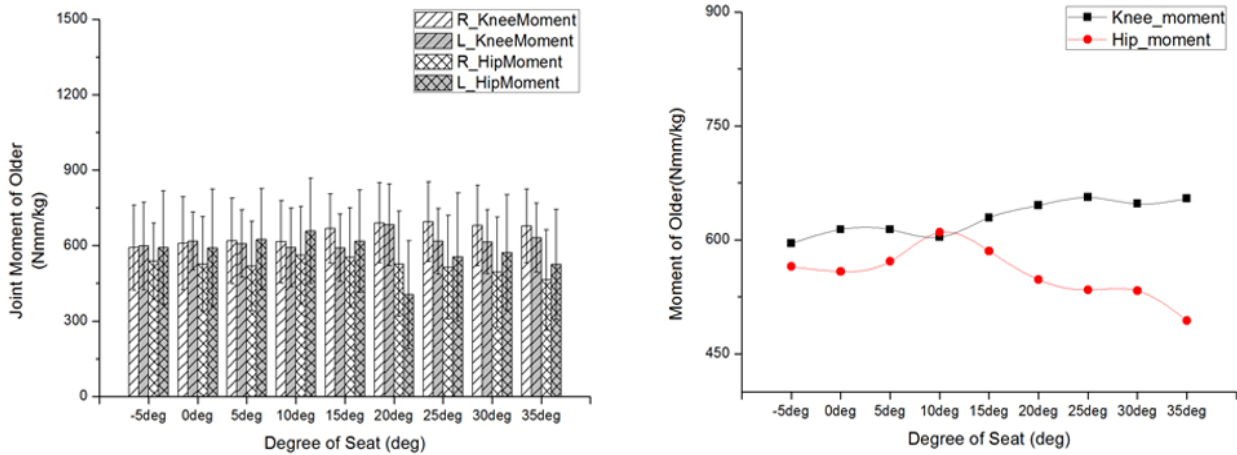 1500
1200
900
600
300
0
Joint Moment of Older
(Nmm/kg)
R_KneeMoment
L_KneeMoment
R_HipMoment
L_HipMoment
-5deg 0deg 5deg 10deg 15deg 20deg 25deg 30deg 35deg
Degree of Seat (deg)
900
750
600
450
Moment of Older(Nmm/kg)
Knee_moment
Hip_moment
-5deg 0deg 5deg 10deg 15deg 20deg 25deg 30deg 35deg
Degree of Seat (deg)